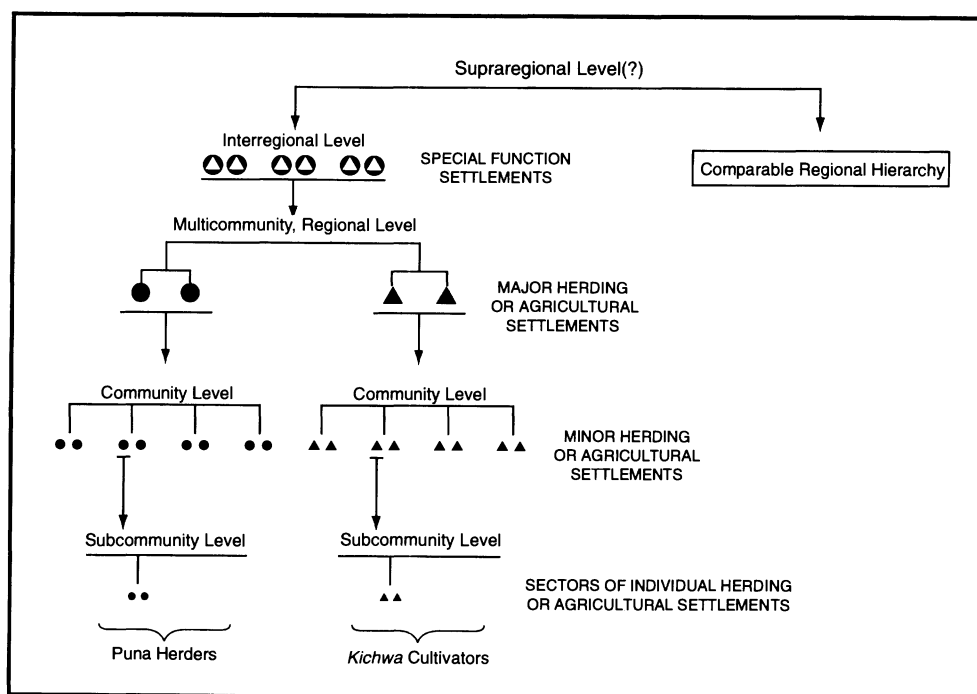 Supraregional Level(?)
Interregional Level
SPECIAL FUNCTION
SETTLEMENTS
Comparable Regional Hierarchy
Multicommunity, Regional Level
MAJOR HERDING
OR AGRICULTURAL
SETTLEMENTS
Community Level
Community Level
MINOR HERDING
OR AGRICULTURAL
SETTLEMENTS
Subcommunity Level
Subcommunity Level
SECTORS OF INDIVIDUAL HERDING
OR AGRICULTURAL SETTLEMENTS
Puna Herders
Kichwa Cultivators